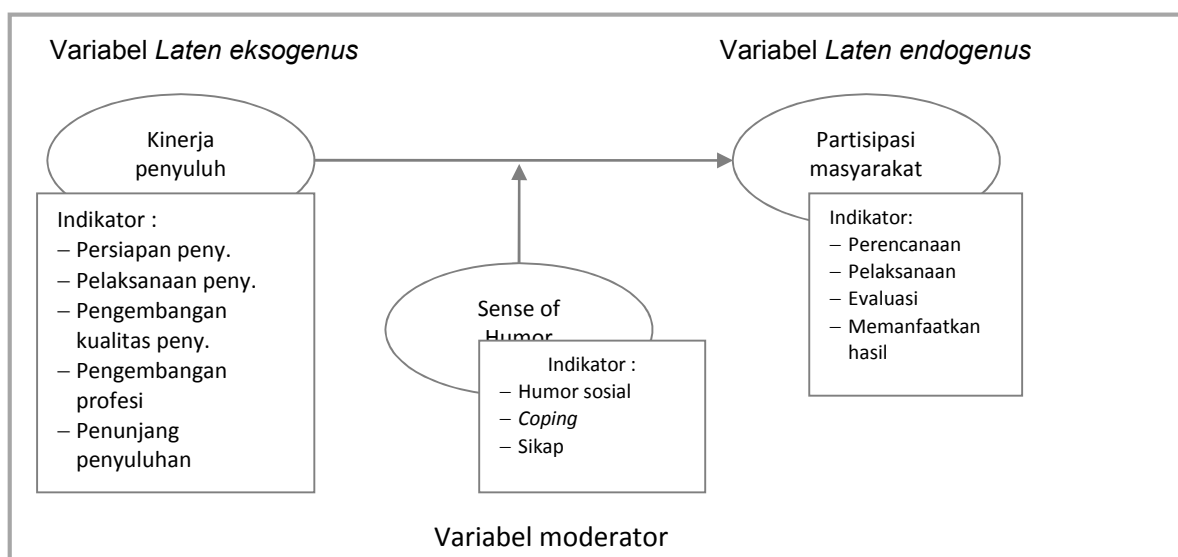 Variabel Laten eksogenus
Variabel Laten endogenus
Kinerja
penyuluh
Partisipasi
masyarakat
Indikator :
– Persiapan peny.
– Pelaksanaan peny.
– Pengembangan
kualitas peny.
– Pengembangan
profesi
– Penunjang
penyuluhan
Sense of
Humor
Indikator :
– Humor sosial
– Coping
– Sikap
Indikator:
– Perencanaan
– Pelaksanaan
– Evaluasi
– Memanfaatkan
hasil
Variabel moderator